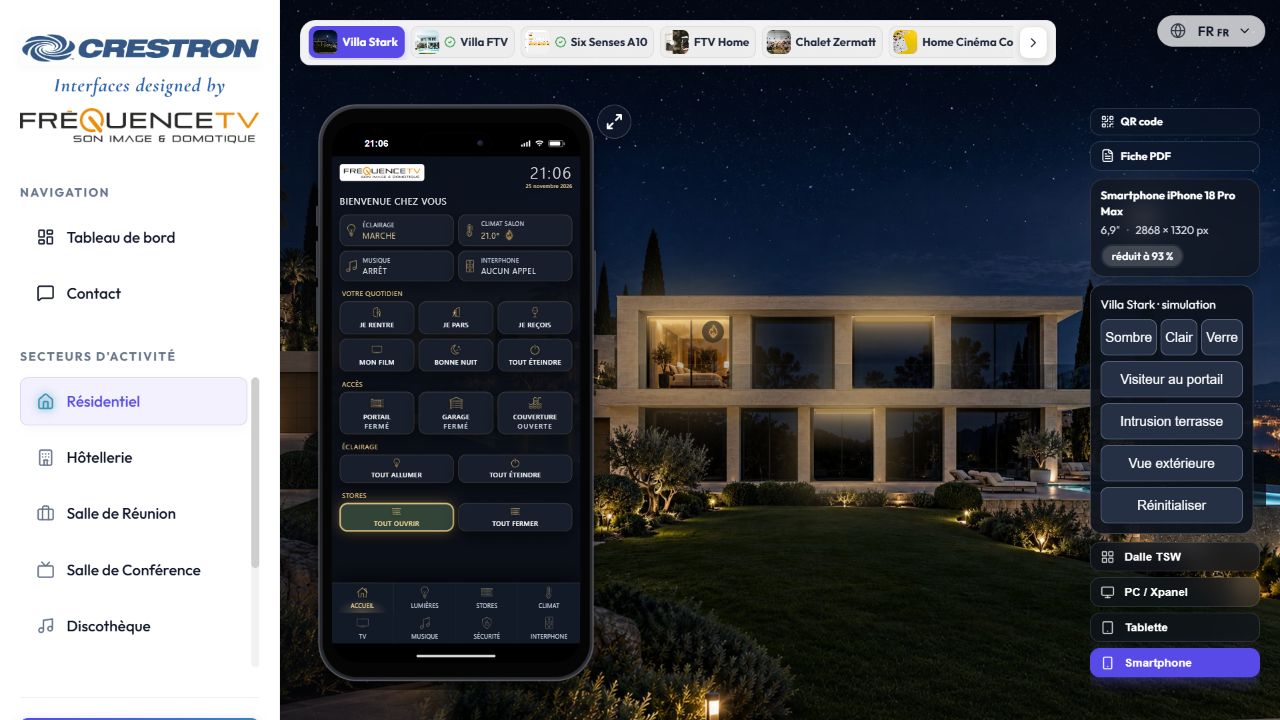 CRESTRON
Interfaces designed by
FRÉQUENCETV
SON IMAGE & DOMOTIQUE
NAVIGATION
Tableau de bord
Contact
SECTEURS D'ACTIVITÉ
Résidentiel
Hôtellerie
Salle de Réunion
Salle de Conférence
Discothèque
Villa Stark
Villa FTV
Six Senses A10
FTV Home
Chalet Zermatt
Home Cinéma Co
FR FR
21:06
FRÉQUENCETV
SON IMAGE & DOMOTIQUE
21:06
25 novembre 2026
BIENVENUE CHEZ VOUS
ÉCLAIRAGE
MARCHE
CLIMAT SALON
21.0°
MUSIQUE
ARRÊT
INTERPHONE
AUCUN APPEL
VOTRE QUOTIDIEN
JE RENTRE
JE PARS
JE REÇOIS
MON FILM
BONNE NUIT
TOUT ÉTEINDRE
ACCÈS
PORTAIL
FERMÉ
GARAGE
FERMÉ
COUVERTURE
OUVERTE
ÉCLAIRAGE
TOUT ALLUMER
TOUT ÉTEINDRE
STORES
TOUT OUVRIR
TOUT FERMER
ACCUEIL
LUMIÈRES
STORES
CLIMAT
TV
MUSIQUE
SÉCURITÉ
INTERPHONE
QR code
Fiche PDF
Smartphone iPhone 18 Pro
Max
6,9" · 2868 × 1320 px
réduit à 93 %
Villa Stark · simulation
Sombre
Clair
Verre
Visiteur au portail
Intrusion terrasse
Vue extérieure
Réinitialiser
Dalle TSW
PC / Xpanel
Tablette
Smartphone